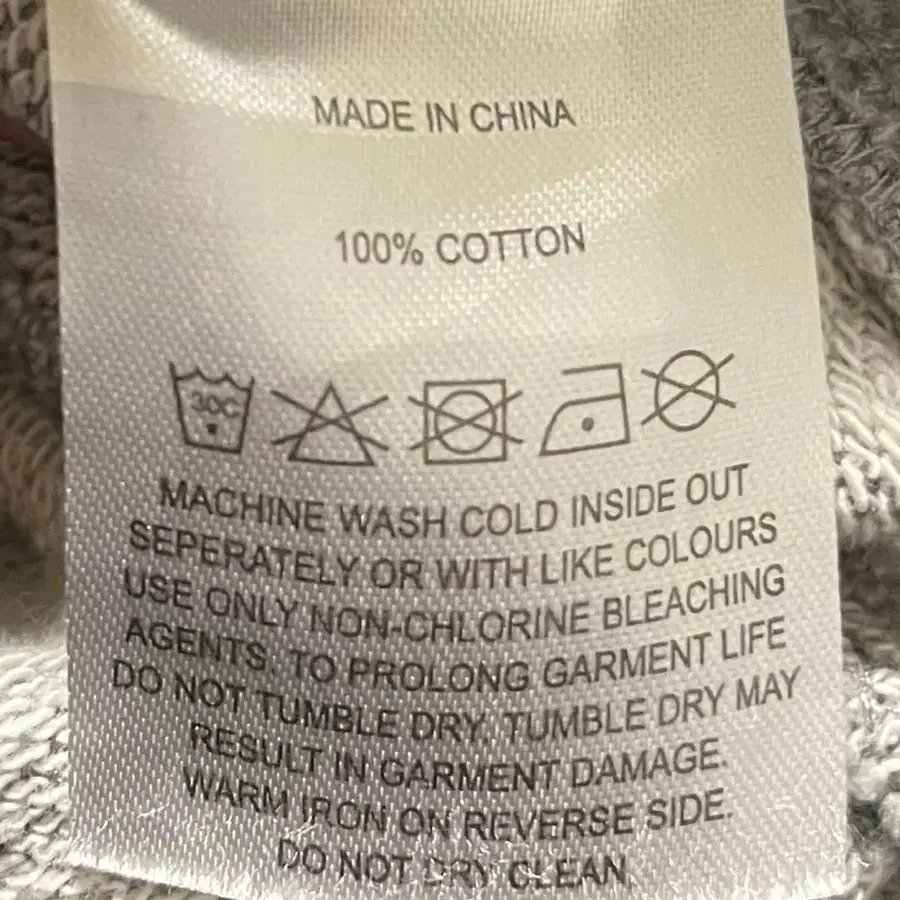 MADE IN CHINA
100% COTTON
30C
MACHINE WASH COLD INSIDE OUT
SEPERATELY OR WITH LIKE COLOURS
USE ONLY NON-CHLORINE BLEACHING
AGENTS. TO PROLONG GARMENT LIFE
DO NOT TUMBLE DRY. TUMBLE DRY MAY
RESULT IN GARMENT DAMAGE.
WARM IRON ON REVERSE SIDE.
DO NOT DRY CLEAN.